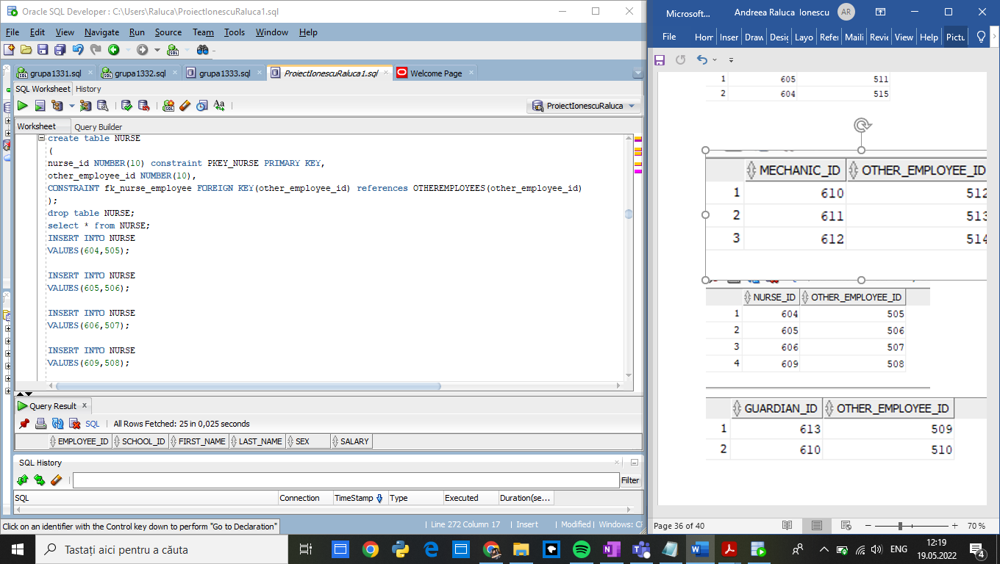 Oracle SQL Developer : C:\Users\Raluca\ProiectIonescuRaluca1.sql
File Edit View Navigate Run Source Team Tools Window Help
grupa1331.sql grupa1332.sql grupa1333.sql ProiectIonescuRaluca1.sql Welcome Page
SQL Worksheet History
ProiectIonescuRaluca
Worksheet Query Builder
create table NURSE
(
nurse_id NUMBER(10) constraint PKEY_NURSE PRIMARY KEY,
other_employee_id NUMBER(10),
CONSTRAINT fk_nurse_employee FOREIGN KEY(other_employee_id) references OTHEREMPLOYEES(other_employee_id)
);
drop table NURSE;
select * from NURSE;
INSERT INTO NURSE
VALUES(604,505);
INSERT INTO NURSE
VALUES(605,506);
INSERT INTO NURSE
VALUES(606,507);
INSERT INTO NURSE
VALUES(609,508);
Query Result x
SQL | All Rows Fetched: 25 in 0,025 seconds
EMPLOYEE_ID SCHOOL_ID FIRST_NAME LAST_NAME SEX SALARY
SQL History
Filter
SQL Connection TimeStamp Type Executed Duration(se...
Click on an identifier with the Control key down to perform "Go to Declaration"
| Line 272 Column 17 | Insert | Modified | Windows: C
Microsoft... Andreea Raluca Ionescu AR
File Hom Inser Draw Desig Layo Refer Maili Revie View Help Pictu
1 605 511
2 604 515
MECHANIC_ID OTHER_EMPLOYEE_ID
1 610 512
2 611 513
3 612 514
NURSE_ID OTHER_EMPLOYEE_ID
1 604 505
2 605 506
3 606 507
4 609 508
GUARDIAN_ID OTHER_EMPLOYEE_ID
1 613 509
2 610 510
Page 36 of 40 70 %
Tastați aici pentru a căuta
ENG 12:19
19.05.2022
4